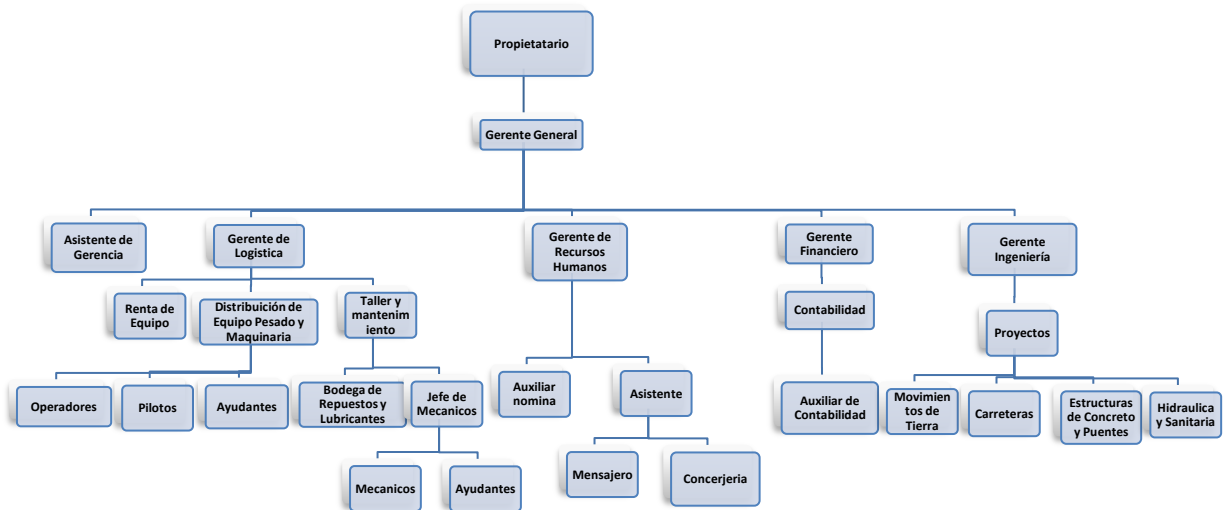 Propietatario
Gerente General
Asistente de
Gerencia
Gerente de
Logistica
Gerente de
Recursos
Humanos
Gerente
Financiero
Gerente
Ingeniería
Renta de
Equipo
Distribuición de
Equipo Pesado y
Maquinaria
Taller y
mantenim
iento
Contabilidad
Proyectos
Operadores
Pilotos
Ayudantes
Bodega de
Repuestos y
Lubricantes
Jefe de
Mecanicos
Auxiliar
nomina
Asistente
Auxiliar de
Contabilidad
Movimien
tos de
Tierra
Carreteras
Estructuras
de Concreto
y Puentes
Hidraulica
y Sanitaria
Mecanicos
Ayudantes
Mensajero
Concerjeria